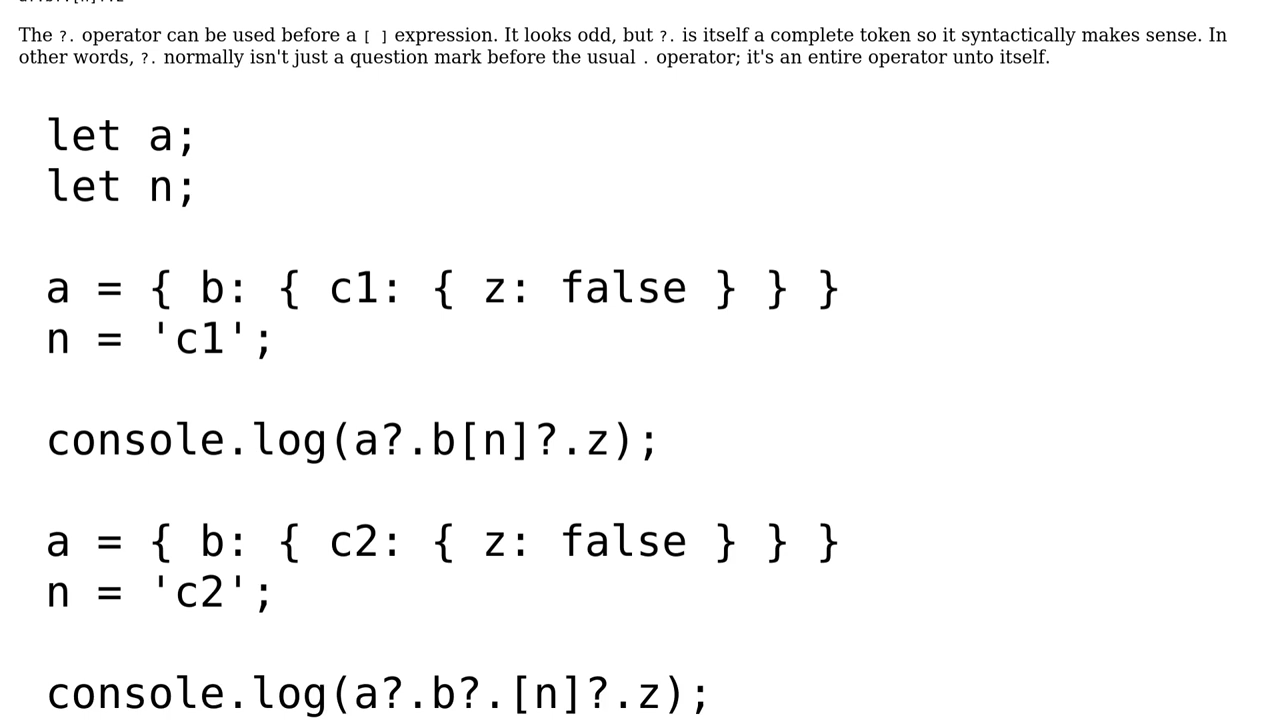 The ?. operator can be used before a [ ] expression. It looks odd, but ?. is itself a complete token so it syntactically makes sense. In
other words, ?. normally isn't just a question mark before the usual . operator; it's an entire operator unto itself.
let a;
let n;
a = { b: { c1: { z: false } } }
n = 'c1';
console.log(a?.b[n]?.z);
a = { b: { c2: { z: false } } }
n = 'c2';
console.log(a?.b?.[n]?.z);